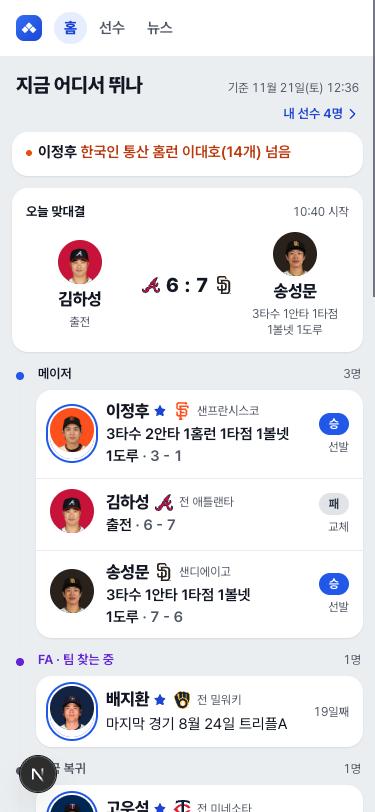 홈 선수 뉴스
지금 어디서 뛰나
기준 11월 21일(토) 12:36
내 선수 4명
이정후 한국인 통산 홈런 이대호(14개) 넘음
오늘 맞대결
10:40 시작
6 : 7
김하성
출전
송성문
3타수 1안타 1타점
1볼넷 1도루
메이저
3명
이정후 샌프란시스코
3타수 2안타 1홈런 1타점 1볼넷
1도루 · 3 - 1
승
선발
김하성 전 애틀랜타
출전 · 6 - 7
패
교체
송성문 샌디에이고
3타수 1안타 1타점 1볼넷
1도루 · 7 - 6
승
선발
FA · 팀 찾는 중
1명
배지환 전 밀워키
마지막 경기 8월 24일 트리플A
19일째
N
복귀
1명
고우석 전 미네소타